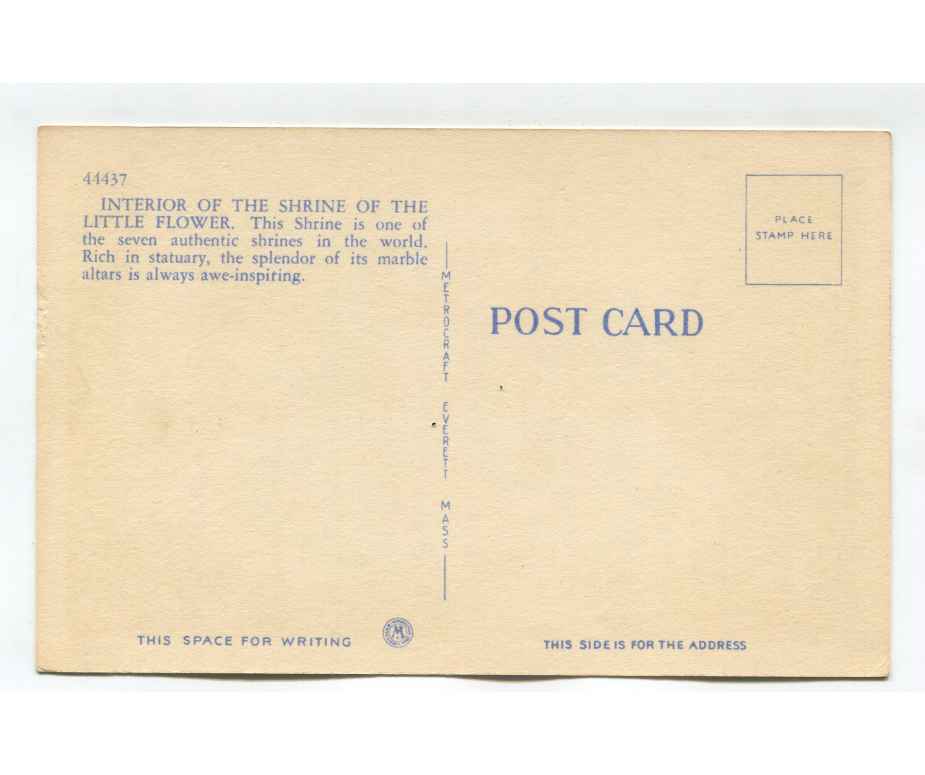 44437
INTERIOR OF THE SHRINE OF THE
LITTLE FLOWER. This Shrine is one of
the seven authentic shrines in the world.
Rich in statuary, the splendor of its marble
altars is always awe-inspiring.
METROCRAFT EVERETT MASS
PLACE
STAMP HERE
POST CARD
THIS SPACE FOR WRITING
M
THIS SIDE IS FOR THE ADDRESS